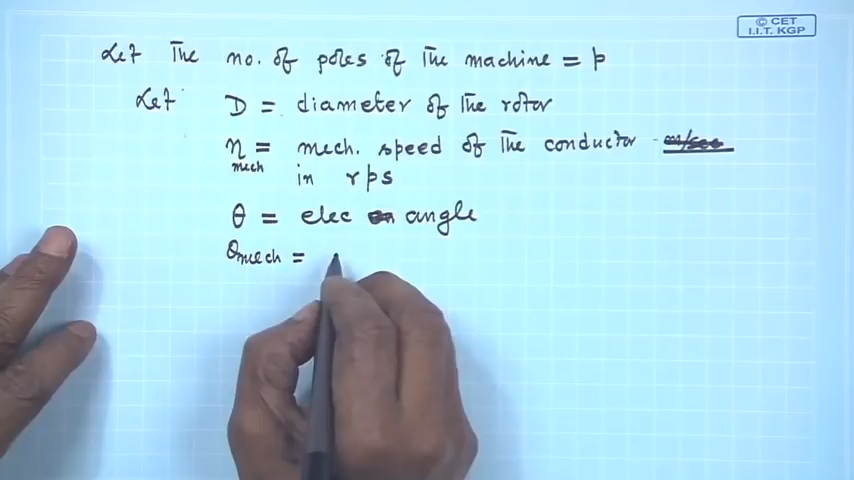 © CET
I.I.T. KGP
Let The no. of poles of The machine = p
Let D = diameter of The rotor
n mech = mech. speed of The conductor m/sec
in rps
θ = elec angle
θmech =